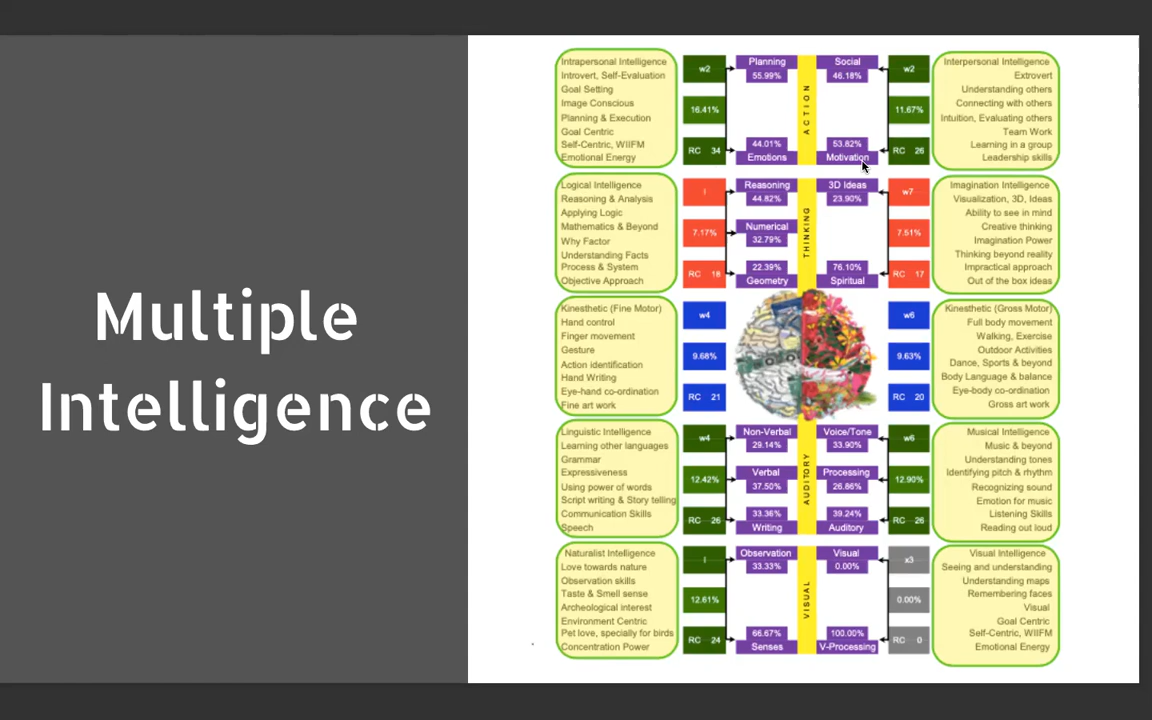 Multiple
Intelligence
Intrapersonal Intelligence
Introvert, Self-Evaluation
Goal Setting
Image Conscious
Planning & Execution
Goal Centric
Self-Centric, WIIFM
Emotional Energy
w2
16.41%
RC 34
Planning
55.99%
44.01%
Emotions
ACTION
Social
46.18%
53.82%
Motivation
w2
11.67%
RC 26
Interpersonal Intelligence
Extrovert
Understanding others
Connecting with others
Intuition, Evaluating others
Team Work
Learning in a group
Leadership skills
Logical Intelligence
Reasoning & Analysis
Applying Logic
Mathematics & Beyond
Why Factor
Understanding Facts
Process & System
Objective Approach
l
7.17%
RC 18
Reasoning
44.82%
Numerical
32.79%
22.39%
Geometry
THINKING
3D Ideas
23.90%
76.10%
Spiritual
w7
7.51%
RC 17
Imagination Intelligence
Visualization, 3D, Ideas
Ability to see in mind
Creative thinking
Imagination Power
Thinking beyond reality
Impractical approach
Out of the box ideas
Kinesthetic (Fine Motor)
Hand control
Finger movement
Gesture
Action identification
Hand Writing
Eye-hand co-ordination
Fine art work
w4
9.68%
RC 21
w6
9.63%
RC 20
Kinesthetic (Gross Motor)
Full body movement
Walking, Exercise
Outdoor Activities
Dance, Sports & beyond
Body Language & balance
Eye-body co-ordination
Gross art work
Linguistic Intelligence
Learning other languages
Grammar
Expressiveness
Using power of words
Script writing & Story telling
Communication Skills
Speech
w4
12.42%
RC 26
Non-Verbal
29.14%
Verbal
37.50%
33.36%
Writing
AUDITORY
Voice/Tone
33.90%
Processing
26.86%
39.24%
Auditory
w6
12.90%
RC 26
Musical Intelligence
Music & beyond
Understanding tones
Identifying pitch & rhythm
Recognizing sound
Emotion for music
Listening Skills
Reading out loud
Naturalist Intelligence
Love towards nature
Observation skills
Taste & Smell sense
Archeological interest
Environment Centric
Pet love, specially for birds
Concentration Power
l
12.61%
RC 24
Observation
33.33%
66.67%
Senses
VISUAL
Visual
0.00%
100.00%
V-Processing
x3
0.00%
RC 0
Visual Intelligence
Seeing and understanding
Understanding maps
Remembering faces
Visual
Goal Centric
Self-Centric, WIIFM
Emotional Energy